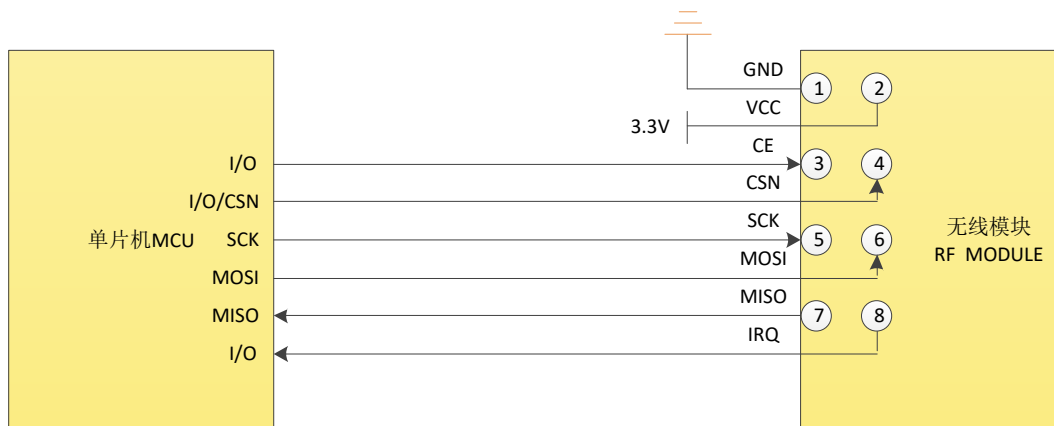 GND
1 2
VCC
3.3V
CE
I/O 3 4
CSN
I/O/CSN
SCK
单片机MCU SCK 5 6 无线模块
RF MODULE
MOSI
MOSI
MISO
MISO 7 8
IRQ
I/O